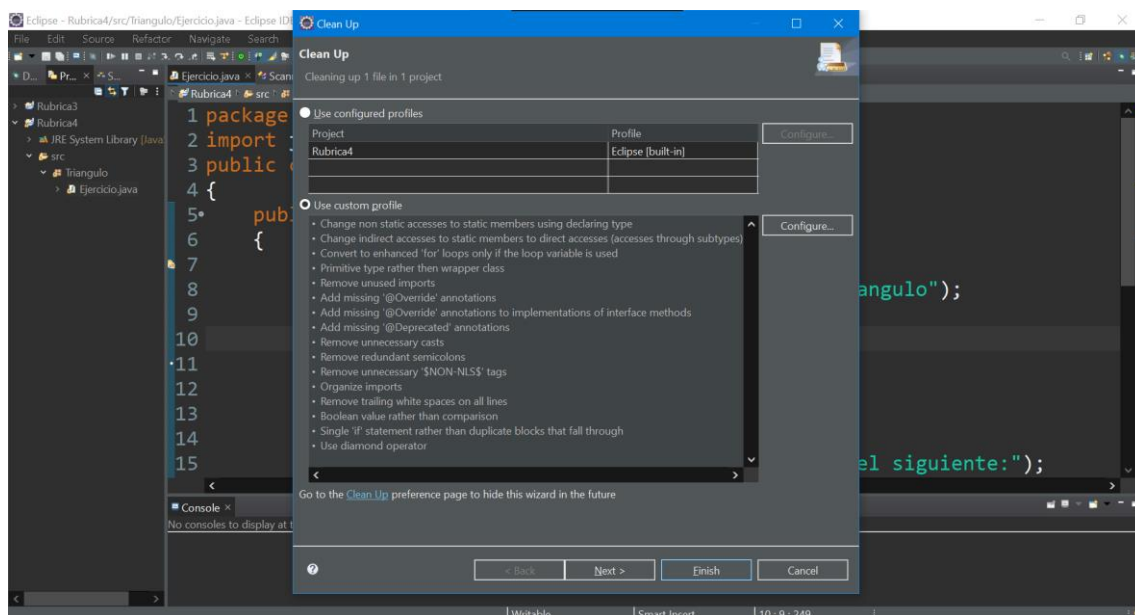 Eclipse - Rubrica4/src/Triangulo/Ejercicio.java - Eclipse IDE
File Edit Source Refactor Navigate Search
D... Pr... × S...
Rubrica3
Rubrica4
JRE System Library [Java
src
Triangulo
Ejercicio.java
Ejercicio.java × Scan
Rubrica4 src
1 package
2 import
3 public
4 {
5 pub
6 {
7
8 angulo");
9
10
11
12
13
14
15 el siguiente:");
Console ×
No consoles to display at t
Clean Up
Clean Up
Cleaning up 1 file in 1 project
Use configured profiles
Project Profile
Rubrica4 Eclipse [built-in]
Configure...
Use custom profile
Configure...
• Change non static accesses to static members using declaring type
• Change indirect accesses to static members to direct accesses (accesses through subtypes)
• Convert to enhanced 'for' loops only if the loop variable is used
• Primitive type rather then wrapper class
• Remove unused imports
• Add missing '@Override' annotations
• Add missing '@Override' annotations to implementations of interface methods
• Add missing '@Deprecated' annotations
• Remove unnecessary casts
• Remove redundant semicolons
• Remove unnecessary '$NON-NLS$' tags
• Organize imports
• Remove trailing white spaces on all lines
• Boolean value rather than comparison
• Single 'if' statement rather than duplicate blocks that fall through
• Use diamond operator
Go to the Clean Up preference page to hide this wizard in the future
? < Back Next > Finish Cancel
Writable Smart Insert 10 : 9 : 249